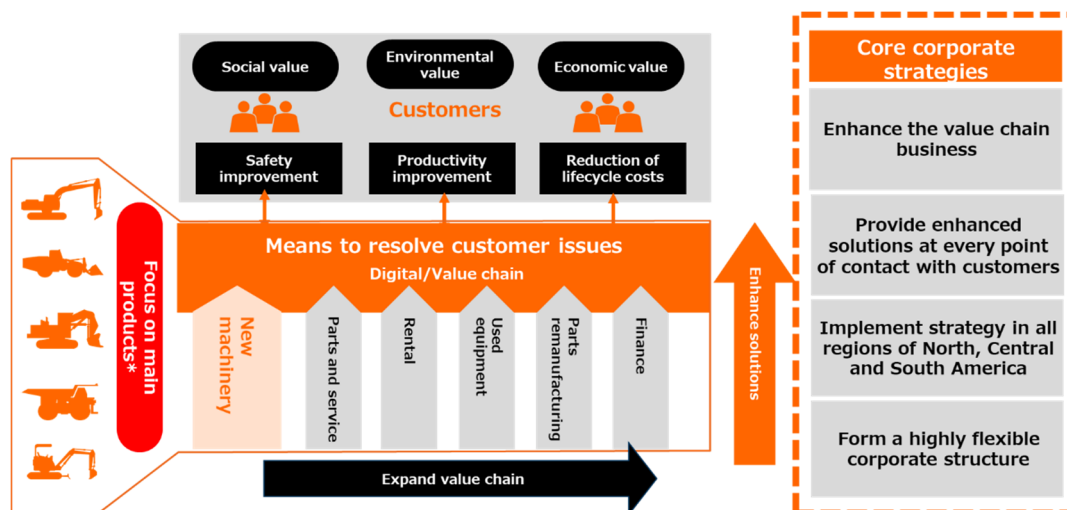 Social value
Environmental
value
Economic value
Customers
Safety
improvement
Productivity
improvement
Reduction of
lifecycle costs
Focus on main
products*
Means to resolve customer issues
Digital/Value chain
New
machinery
Parts and service
Rental
Used
equipment
Parts
remanufacturing
Finance
Expand value chain
Enhance solutions
Core corporate
strategies
Enhance the value chain
business
Provide enhanced
solutions at every point
of contact with customers
Implement strategy in all
regions of North, Central
and South America
Form a highly flexible
corporate structure